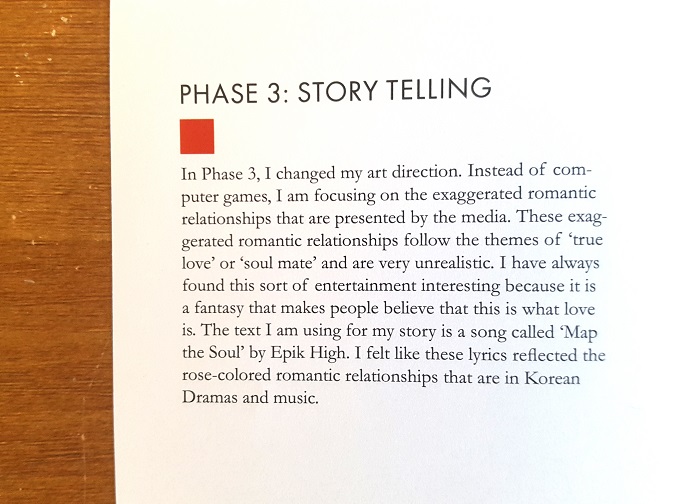 PHASE 3: STORY TELLING
In Phase 3, I changed my art direction. Instead of com-
puter games, I am focusing on the exaggerated romantic
relationships that are presented by the media. These exag-
gerated romantic relationships follow the themes of ‘true
love’ or ‘soul mate’ and are very unrealistic. I have always
found this sort of entertainment interesting because it is
a fantasy that makes people believe that this is what love
is. The text I am using for my story is a song called ‘Map
the Soul’ by Epik High. I felt like these lyrics reflected the
rose-colored romantic relationships that are in Korean
Dramas and music.